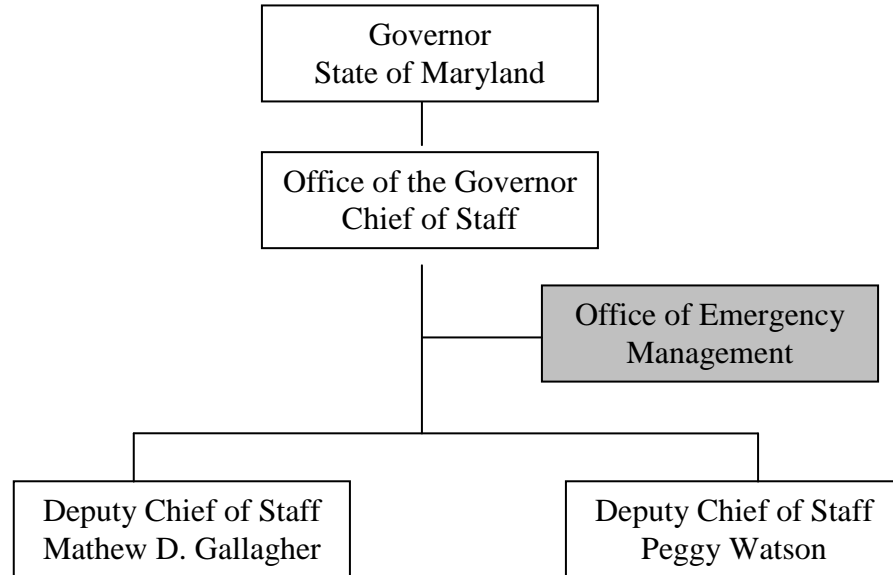 Governor
State of Maryland
Office of the Governor
Chief of Staff
Office of Emergency
Management
Deputy Chief of Staff
Mathew D. Gallagher
Deputy Chief of Staff
Peggy Watson